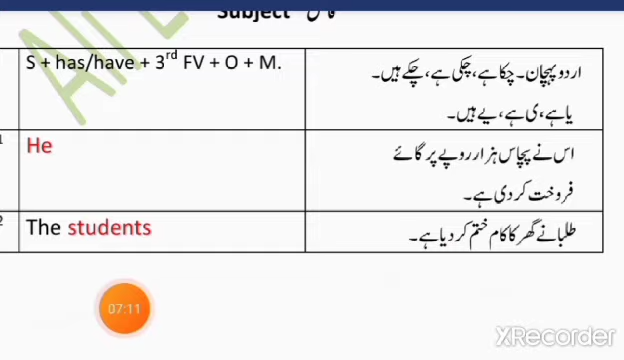 Subject فاعل
S + has/have + 3rd FV + O + M.
اردو پہچان۔ چکا ہے، چکی ہے، چکے ہیں۔
یا ہے، ی ہے، یے ہیں۔
1
He
اس نے پچاس ہزار روپے پر گائے
فروخت کر دی ہے۔
2
The students
طلبا نے گھر کا کام ختم کر دیا ہے۔
07:11
XRecorder